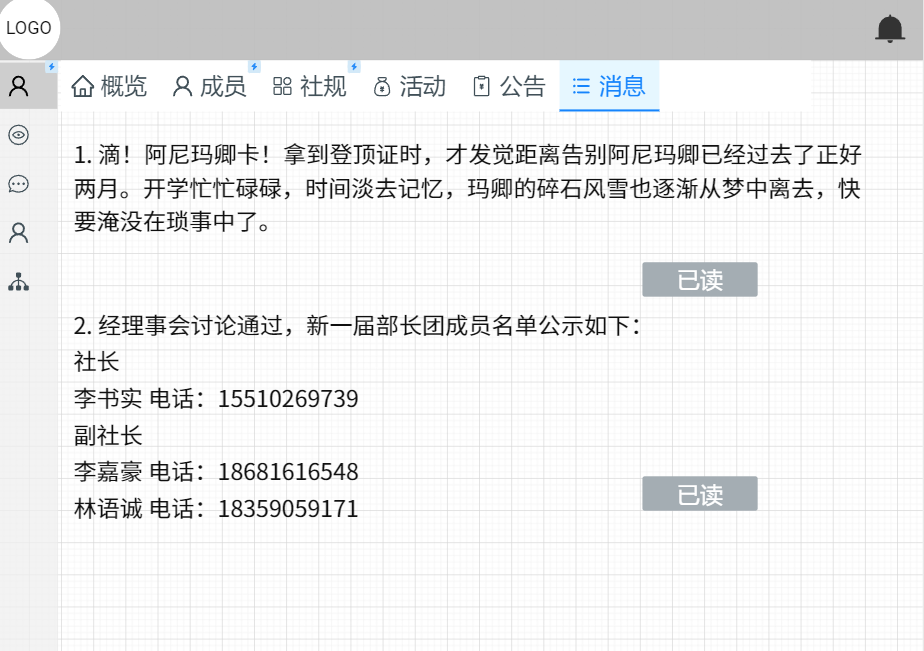 LOGO
概览 成员 社规 活动 公告 消息
1. 滴！阿尼玛卿卡！拿到登顶证时，才发觉距离告别阿尼玛卿已经过去了正好
两月。开学忙忙碌碌，时间淡去记忆，玛卿的碎石风雪也逐渐从梦中离去，快
要淹没在琐事中了。
已读
2. 经理事会讨论通过，新一届部长团成员名单公示如下：
社长
李书实 电话：15510269739
副社长
李嘉豪 电话：18681616548
林语诚 电话：18359059171
已读